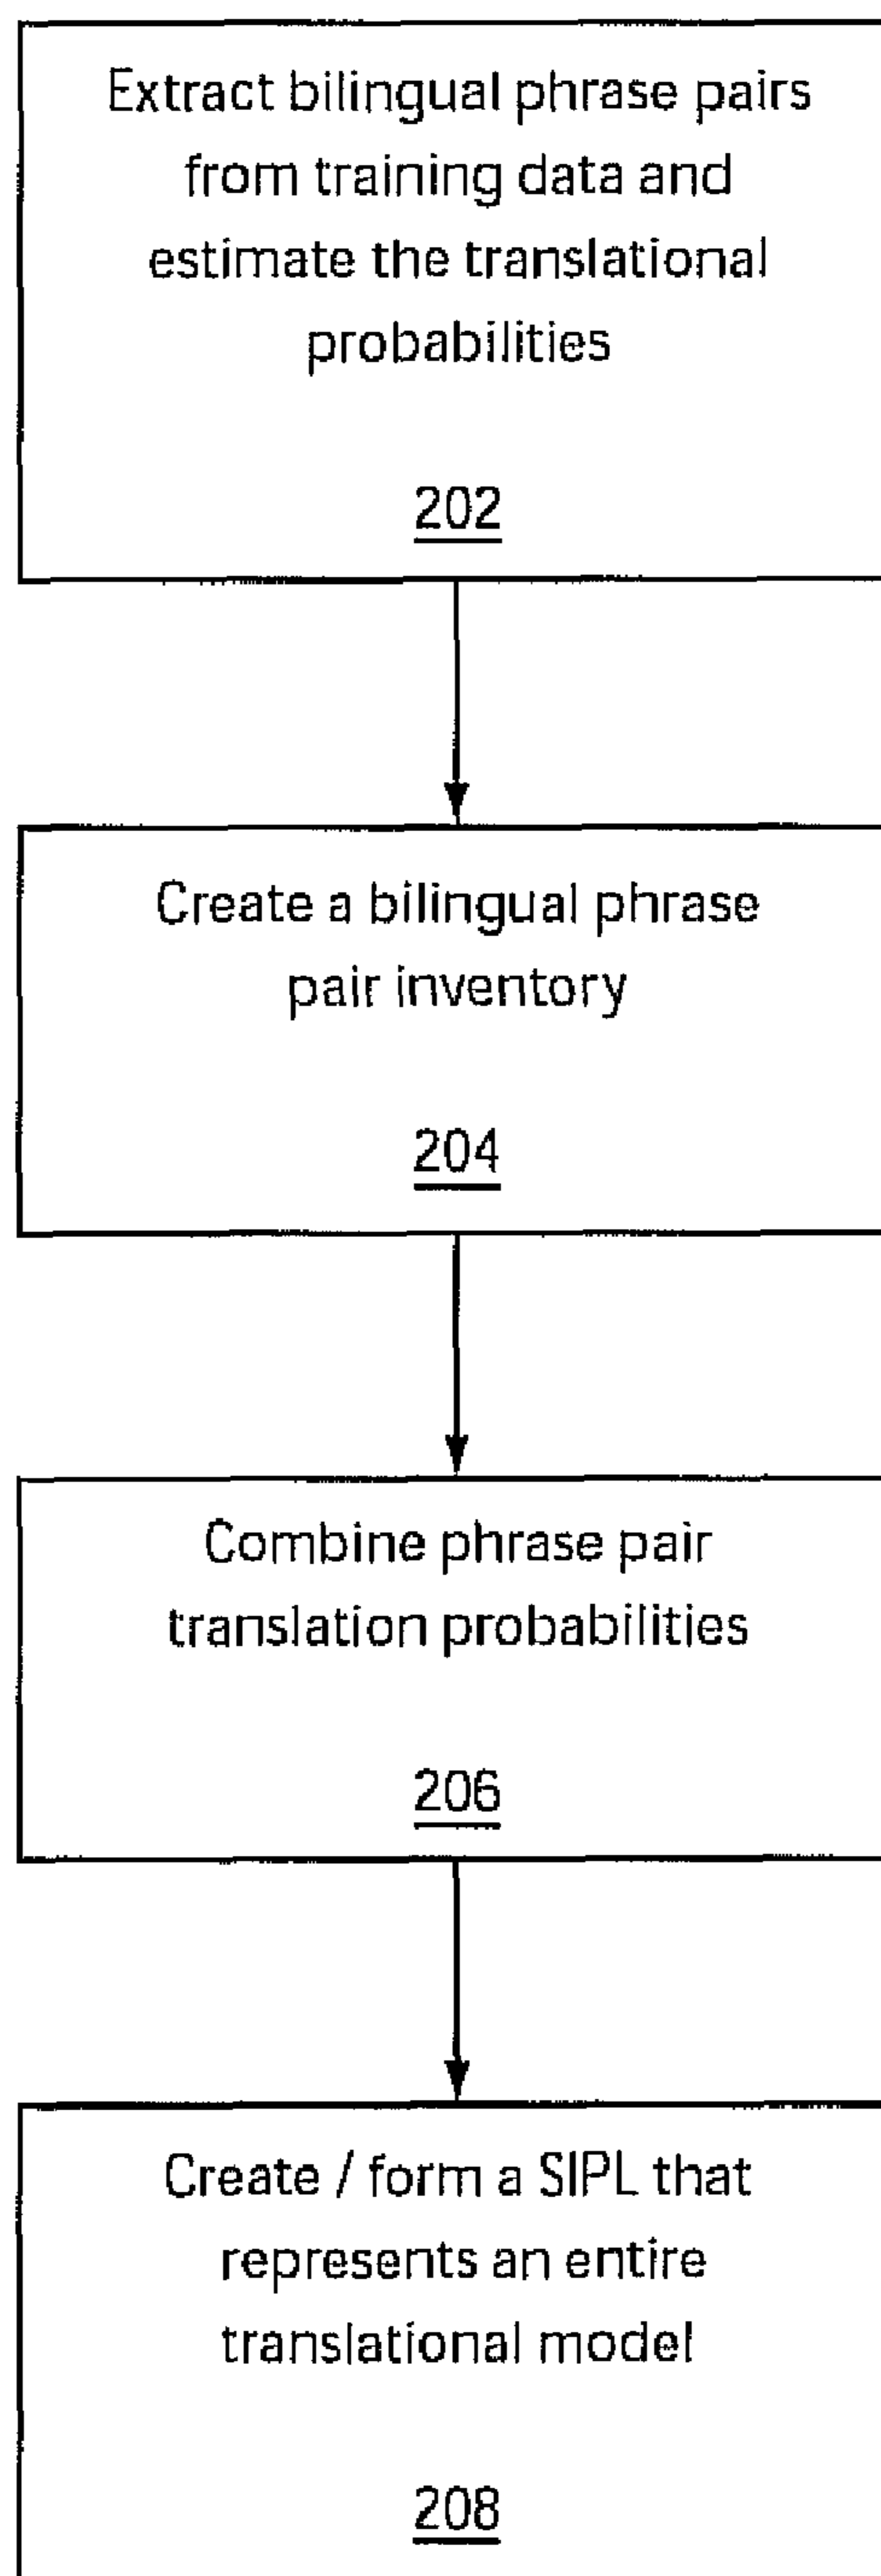 Extract bilingual phrase pairs
from training data and
estimate the translational
probabilities
202
Create a bilingual phrase
pair inventory
204
Combine phrase pair
translation probabilities
206
Create / form a SIPL that
represents an entire
translational model
208